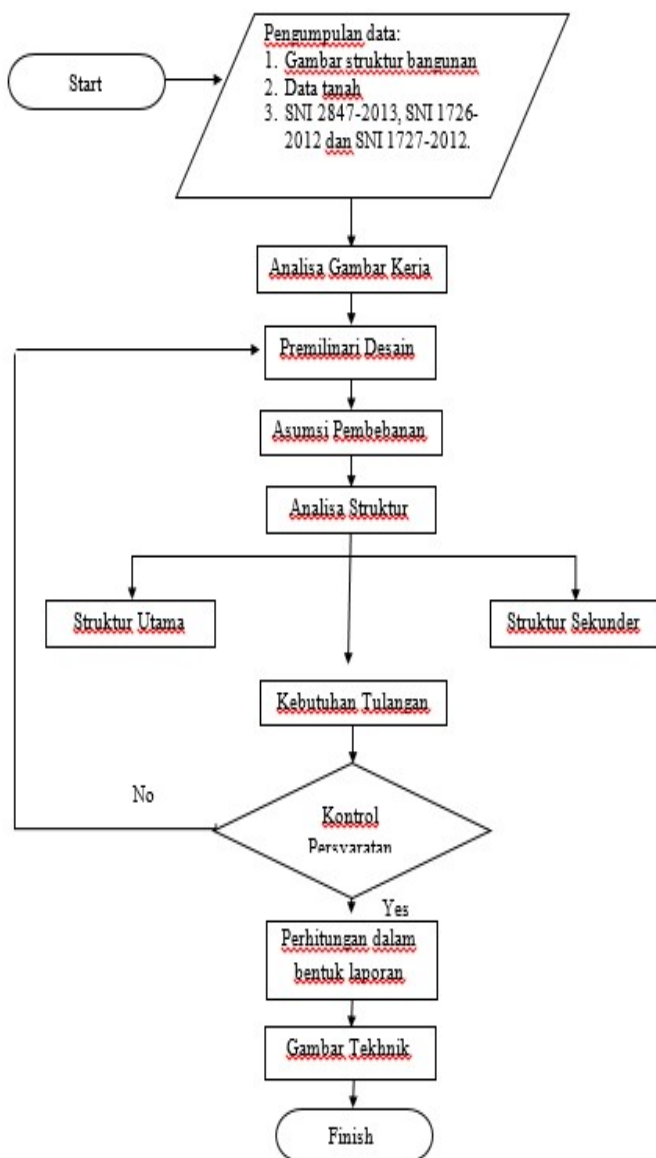 Start
Pengumpulan data:
1. Gambar struktur bangunan
2. Data tanah
3. SNI 2847-2013, SNI 1726-
2012 dan SNI 1727-2012.
Analisa Gambar Kerja
Premilinari Desain
Asumsi Pembebanan
Analisa Struktur
Struktur Utama
Struktur Sekunder
Kebutuhan Tulangan
No
Kontrol
Persyaratan
Yes
Perhitungan dalam
bentuk laporan
Gambar Tekhnik
Finish